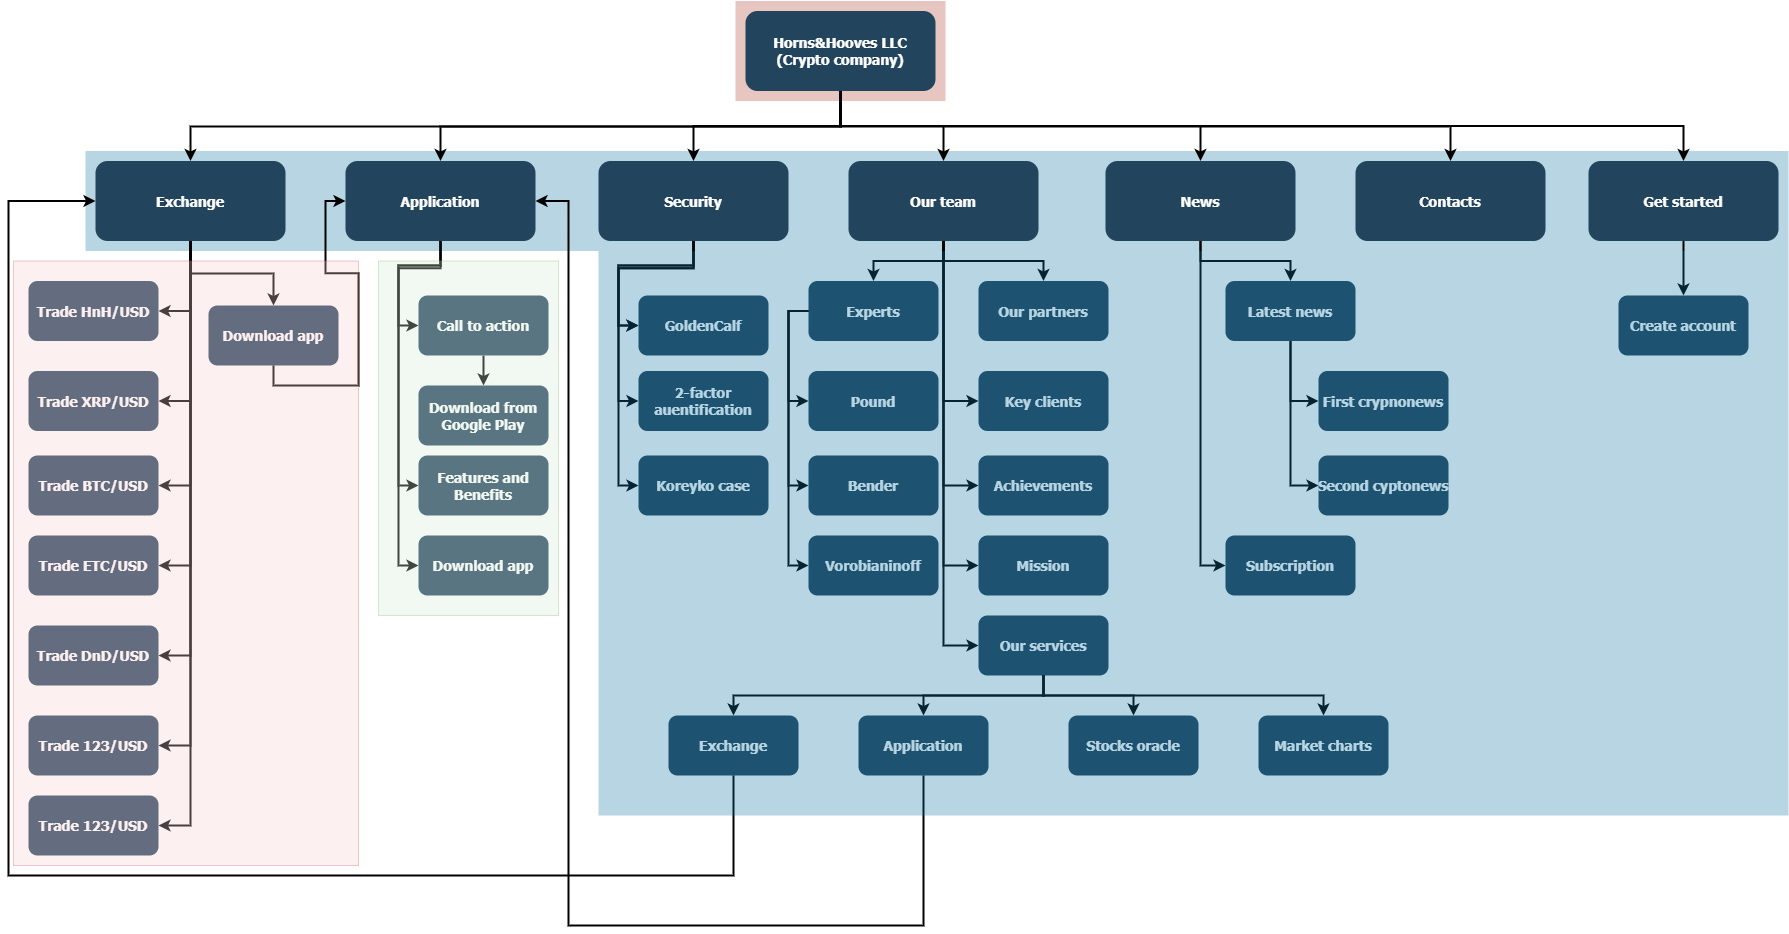 Horns&Hooves LLC
(Crypto company)
Exchange
Application
Security
Our team
News
Contacts
Get started
Trade HnH/USD
Download app
Call to action
GoldenCalf
Experts
Our partners
Latest news
Create account
Trade XRP/USD
Download from
Google Play
2-factor
auentification
Pound
Key clients
First crypnonews
Trade BTC/USD
Features and
Benefits
Koreyko case
Bender
Achievements
Second cyptonews
Trade ETC/USD
Download app
Vorobianinoff
Mission
Subscription
Trade DnD/USD
Our services
Trade 123/USD
Exchange
Application
Stocks oracle
Market charts
Trade 123/USD